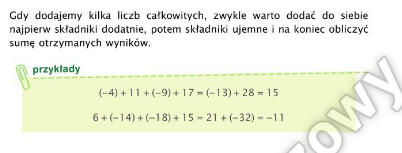 Gdy dodajemy kilka liczb całkowitych, zwykle warto dodać do siebie
najpierw składniki dodatnie, potem składniki ujemne i na koniec obliczyć
sumę otrzymanych wyników.
przykłady
(−4) + 11 + (−9) + 17 = (−13) + 28 = 15
6 + (−14) + (−18) + 15 = 21 + (−32) = −11